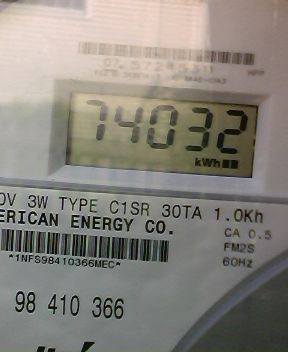 74032
kWh
0V 3W TYPE C1SR 30TA 1.0Kh
ERICAN ENERGY CO.
CA 0.5
FM2S
60Hz
*1NFS98410366MEC*
98 410 366